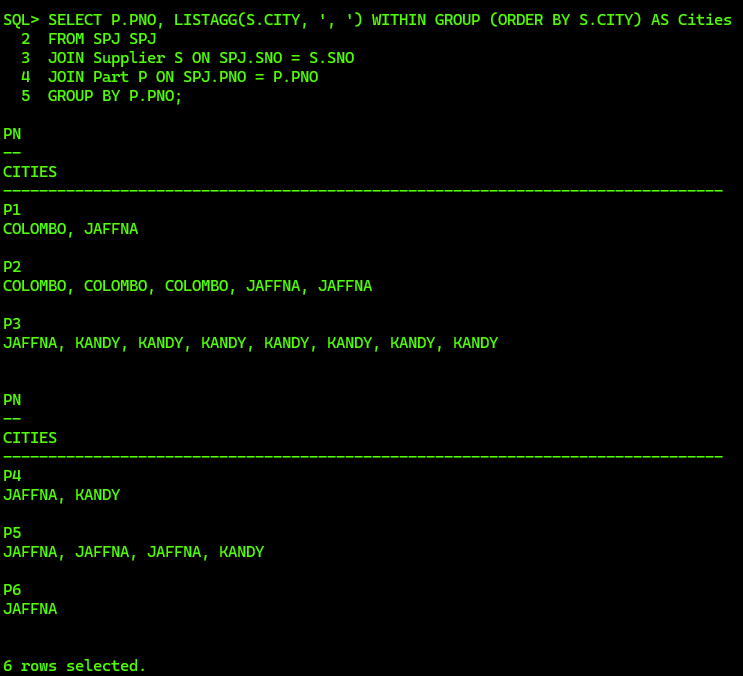 SQL> SELECT P.PNO, LISTAGG(S.CITY, ', ') WITHIN GROUP (ORDER BY S.CITY) AS Cities
  2  FROM SPJ SPJ
  3  JOIN Supplier S ON SPJ.SNO = S.SNO
  4  JOIN Part P ON SPJ.PNO = P.PNO
  5  GROUP BY P.PNO;

PN
--
CITIES
--------------------------------------------------------------------------------
P1
COLOMBO, JAFFNA

P2
COLOMBO, COLOMBO, COLOMBO, JAFFNA, JAFFNA

P3
JAFFNA, KANDY, KANDY, KANDY, KANDY, KANDY, KANDY, KANDY


PN
--
CITIES
--------------------------------------------------------------------------------
P4
JAFFNA, KANDY

P5
JAFFNA, JAFFNA, JAFFNA, KANDY

P6
JAFFNA


6 rows selected.